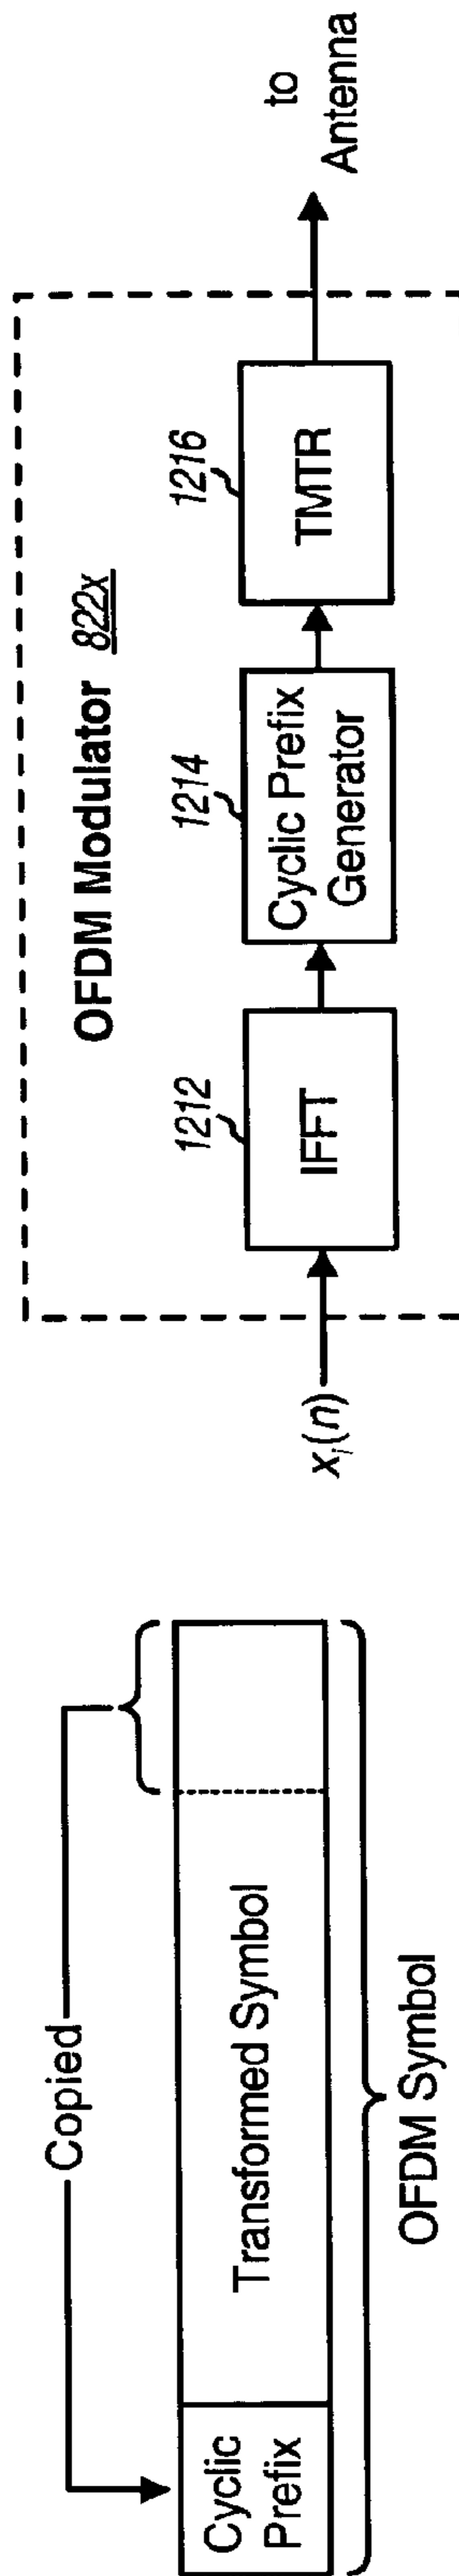 Copied
Cyclic
Prefix
Transformed Symbol
OFDM Symbol
OFDM Modulator 822x
1212
1214
1216
x_i(n)
IFFT
Cyclic Prefix
Generator
TMTR
to
Antenna